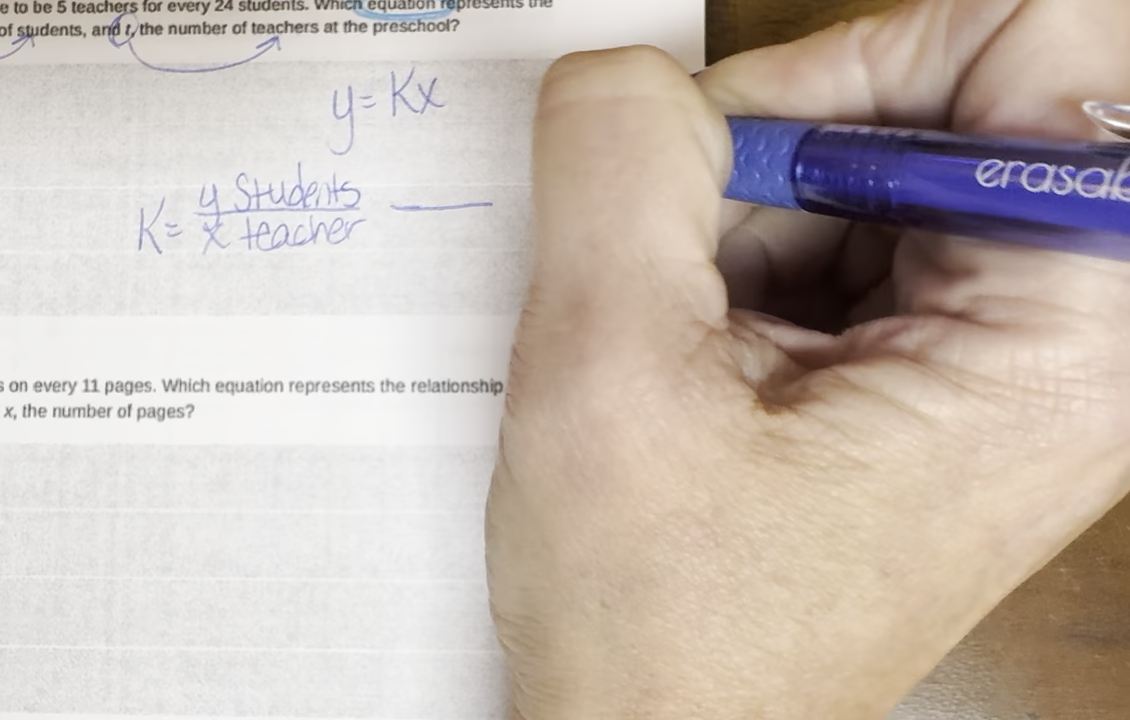 e to be 5 teachers for every 24 students. Which equation represents the
of students, and t, the number of teachers at the preschool?
y = Kx
K = y Students / x teacher
s on every 11 pages. Which equation represents the relationship
x, the number of pages?
erasab